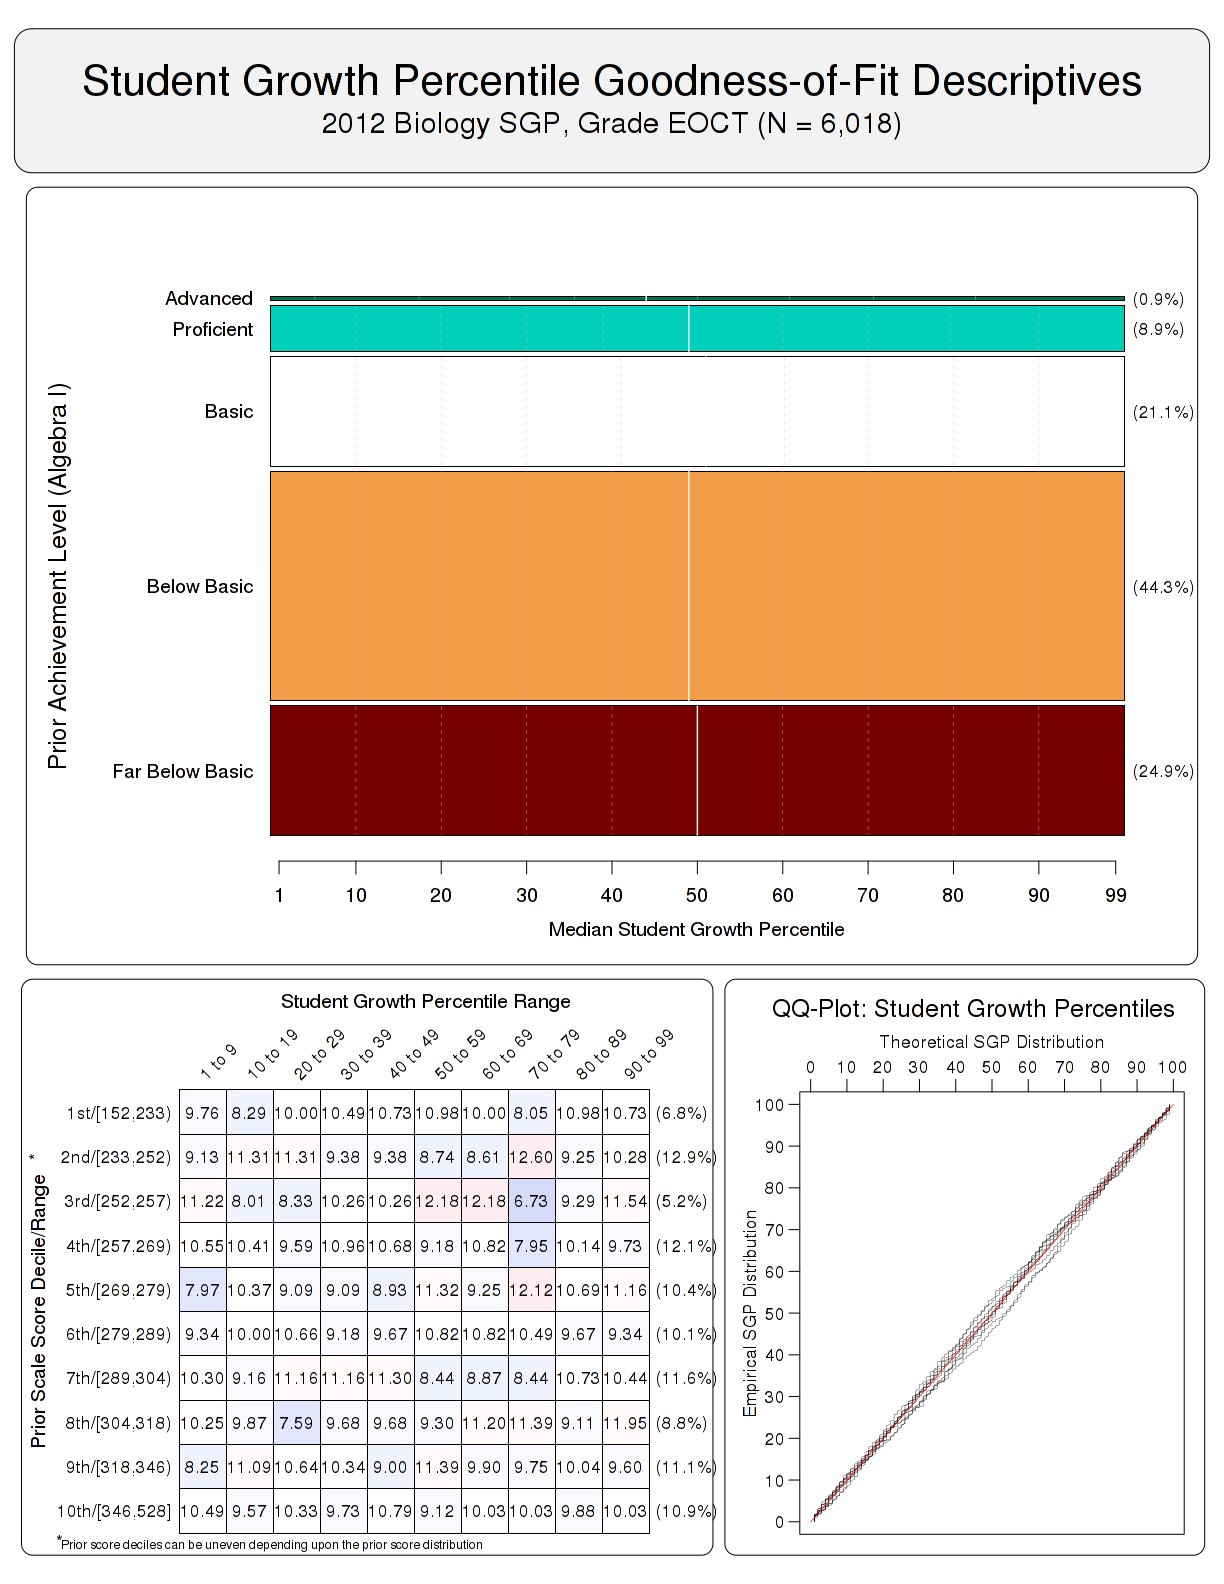 Student Growth Percentile Goodness-of-Fit Descriptives
2012 Biology SGP, Grade EOCT (N = 6,018)
Prior Achievement Level (Algebra I)
Advanced (0.9%)
Proficient (8.9%)
Basic (21.1%)
Below Basic (44.3%)
Far Below Basic (24.9%)
1 10 20 30 40 50 60 70 80 90 99
Median Student Growth Percentile
Student Growth Percentile Range
1 to 9 10 to 19 20 to 29 30 to 39 40 to 49 50 to 59 60 to 69 70 to 79 80 to 89 90 to 99
Prior Scale Score Decile/Range *
1st/[152,233) 9.76 8.29 10.00 10.49 10.73 10.98 10.00 8.05 10.98 10.73 (6.8%)
2nd/[233,252) 9.13 11.31 11.31 9.38 9.38 8.74 8.61 12.60 9.25 10.28 (12.9%)
3rd/[252,257) 11.22 8.01 8.33 10.26 10.26 12.18 12.18 6.73 9.29 11.54 (5.2%)
4th/[257,269) 10.55 10.41 9.59 10.96 10.68 9.18 10.82 7.95 10.14 9.73 (12.1%)
5th/[269,279) 7.97 10.37 9.09 9.09 8.93 11.32 9.25 12.12 10.69 11.16 (10.4%)
6th/[279,289) 9.34 10.00 10.66 9.18 9.67 10.82 10.82 10.49 9.67 9.34 (10.1%)
7th/[289,304) 10.30 9.16 11.16 11.16 11.30 8.44 8.87 8.44 10.73 10.44 (11.6%)
8th/[304,318) 10.25 9.87 7.59 9.68 9.68 9.30 11.20 11.39 9.11 11.95 (8.8%)
9th/[318,346) 8.25 11.09 10.64 10.34 9.00 11.39 9.90 9.75 10.04 9.60 (11.1%)
10th/[346,528] 10.49 9.57 10.33 9.73 10.79 9.12 10.03 10.03 9.88 10.03 (10.9%)
*Prior score deciles can be uneven depending upon the prior score distribution
QQ-Plot: Student Growth Percentiles
Theoretical SGP Distribution
0 10 20 30 40 50 60 70 80 90 100
Empirical SGP Distribution
100
90
80
70
60
50
40
30
20
10
0